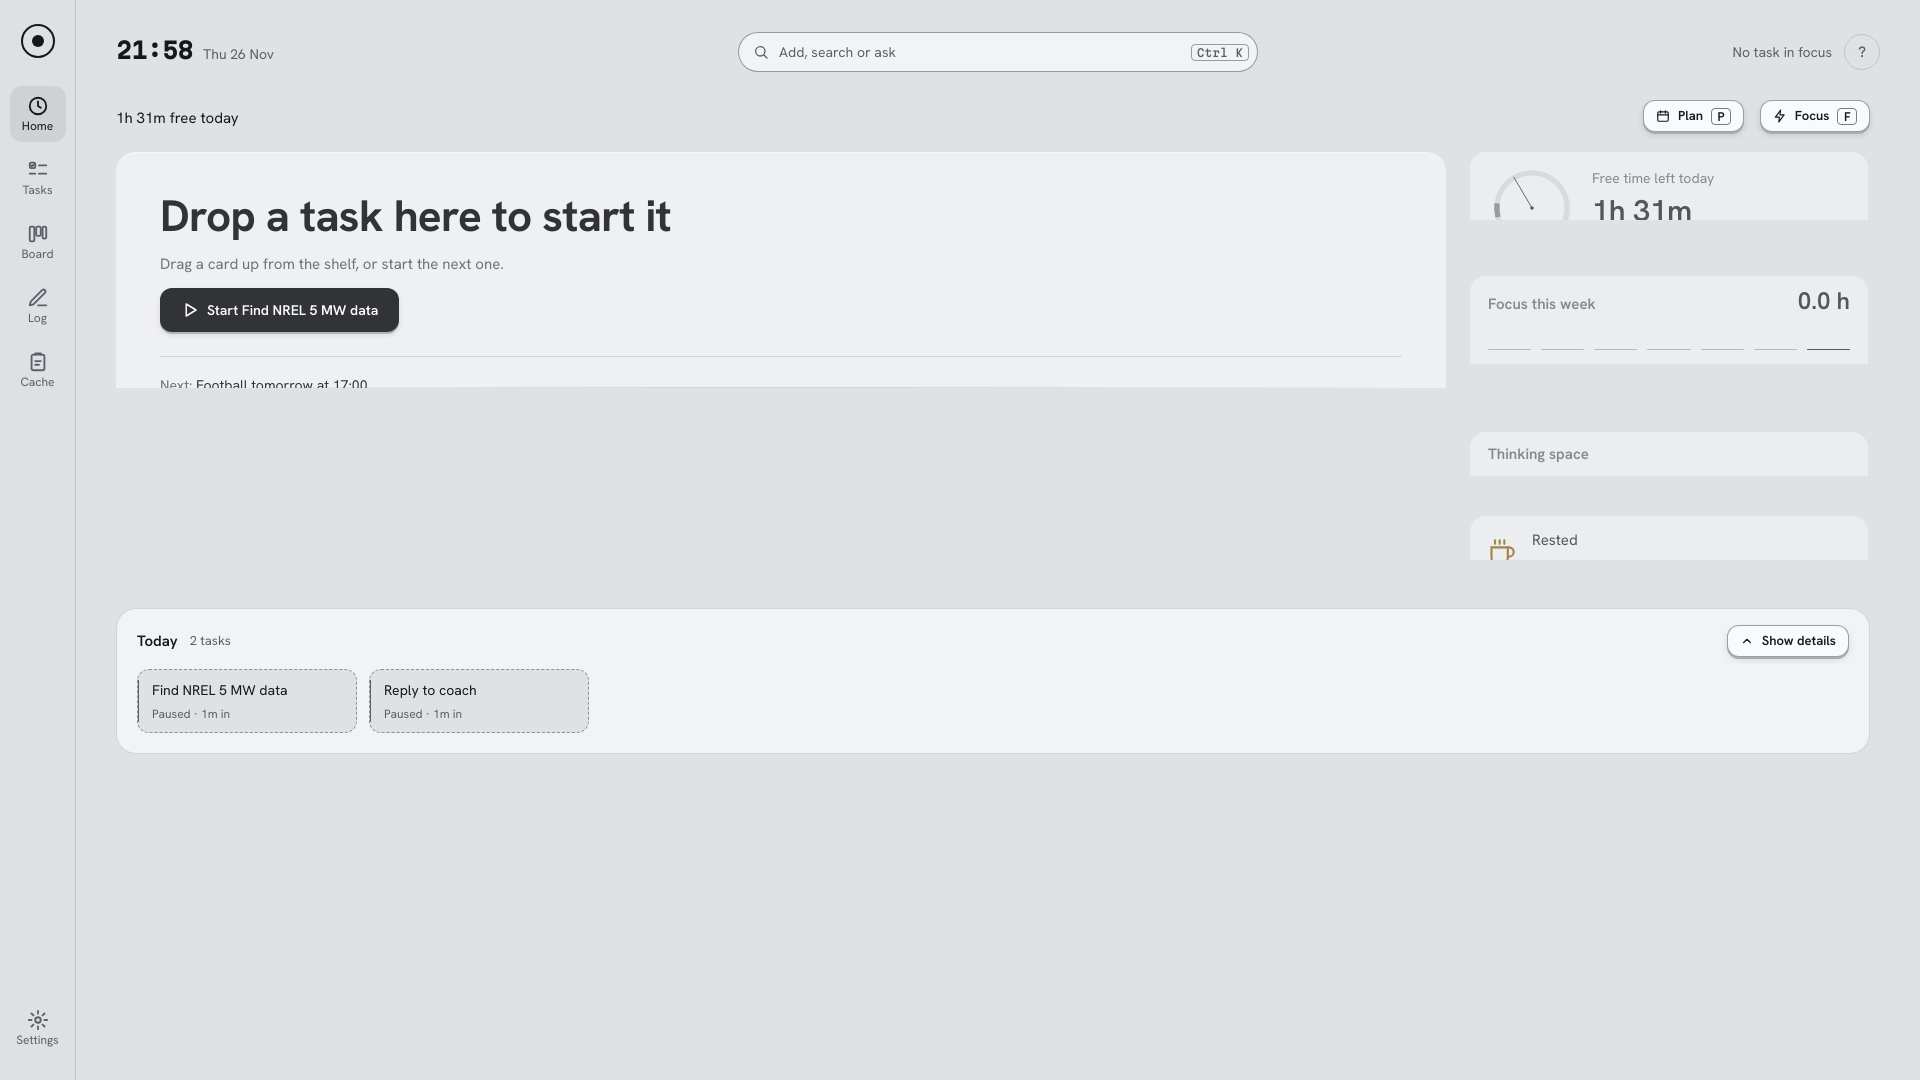 21:58 Thu 26 Nov
Add, search or ask
Ctrl K
No task in focus
?
Home
Tasks
Board
Log
Cache
Settings
1h 31m free today
Plan P
Focus F
Drop a task here to start it
Drag a card up from the shelf, or start the next one.
Start Find NREL 5 MW data
Next: Football tomorrow at 17:00
Free time left today
1h 31m
Focus this week
0.0 h
Thinking space
Rested
Today 2 tasks
Show details
Find NREL 5 MW data
Paused · 1m in
Reply to coach
Paused · 1m in